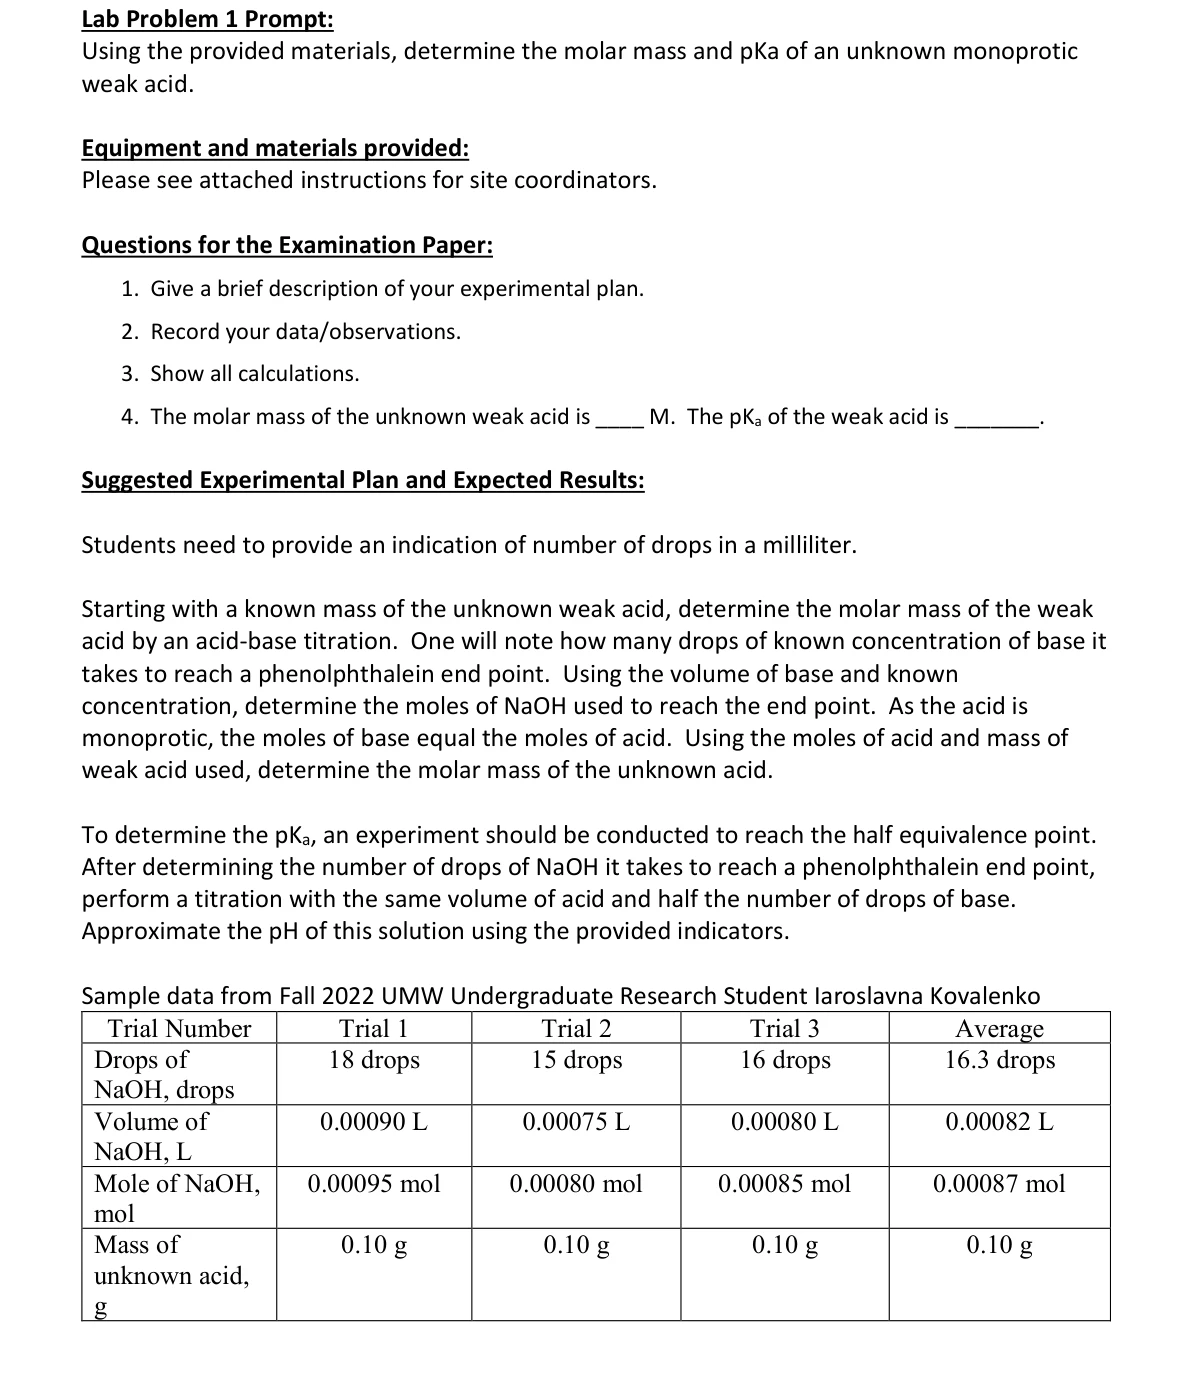 Lab Problem 1 Prompt:
Using the provided materials, determine the molar mass and pKa of an unknown monoprotic
weak acid.
Equipment and materials provided:
Please see attached instructions for site coordinators.
Questions for the Examination Paper:
1. Give a brief description of your experimental plan.
2. Record your data/observations.
3. Show all calculations.
4. The molar mass of the unknown weak acid is ____ M. The pKa of the weak acid is _______.
Suggested Experimental Plan and Expected Results:
Students need to provide an indication of number of drops in a milliliter.
Starting with a known mass of the unknown weak acid, determine the molar mass of the weak
acid by an acid-base titration. One will note how many drops of known concentration of base it
takes to reach a phenolphthalein end point. Using the volume of base and known
concentration, determine the moles of NaOH used to reach the end point. As the acid is
monoprotic, the moles of base equal the moles of acid. Using the moles of acid and mass of
weak acid used, determine the molar mass of the unknown acid.
To determine the pKa, an experiment should be conducted to reach the half equivalence point.
After determining the number of drops of NaOH it takes to reach a phenolphthalein end point,
perform a titration with the same volume of acid and half the number of drops of base.
Approximate the pH of this solution using the provided indicators.
Sample data from Fall 2022 UMW Undergraduate Research Student Iaroslavna Kovalenko
Trial Number Trial 1 Trial 2 Trial 3 Average
Drops of 18 drops 15 drops 16 drops 16.3 drops
NaOH, drops
Volume of 0.00090 L 0.00075 L 0.00080 L 0.00082 L
NaOH, L
Mole of NaOH, 0.00095 mol 0.00080 mol 0.00085 mol 0.00087 mol
mol
Mass of 0.10 g 0.10 g 0.10 g 0.10 g
unknown acid,
g